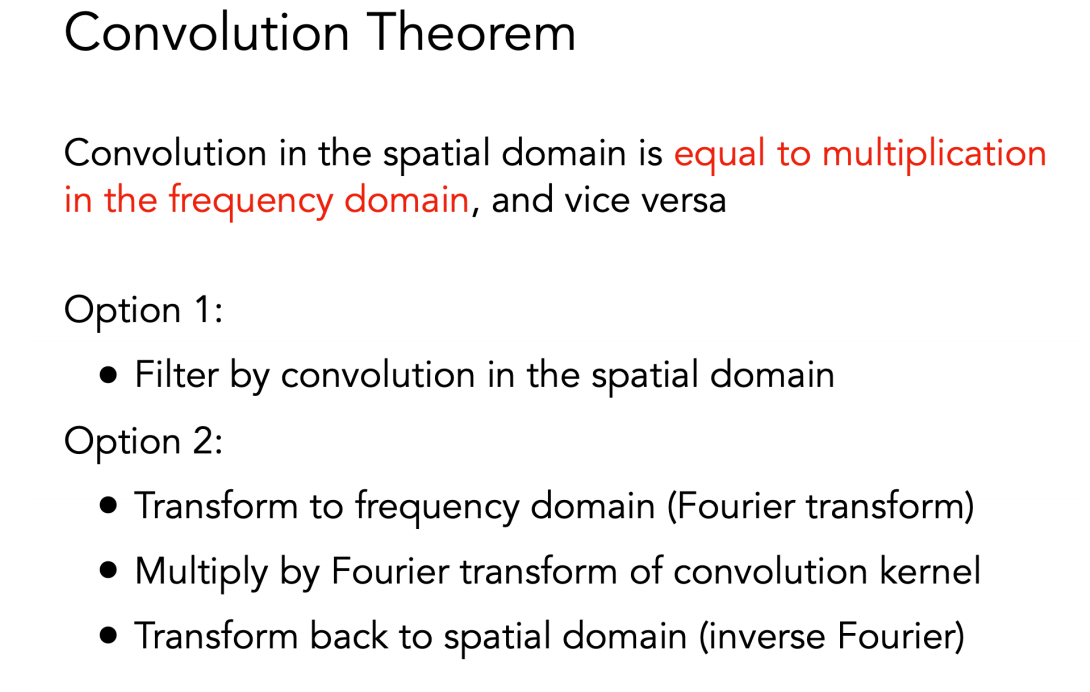 Convolution Theorem
Convolution in the spatial domain is equal to multiplication
in the frequency domain, and vice versa
Option 1:
• Filter by convolution in the spatial domain
Option 2:
• Transform to frequency domain (Fourier transform)
• Multiply by Fourier transform of convolution kernel
• Transform back to spatial domain (inverse Fourier)